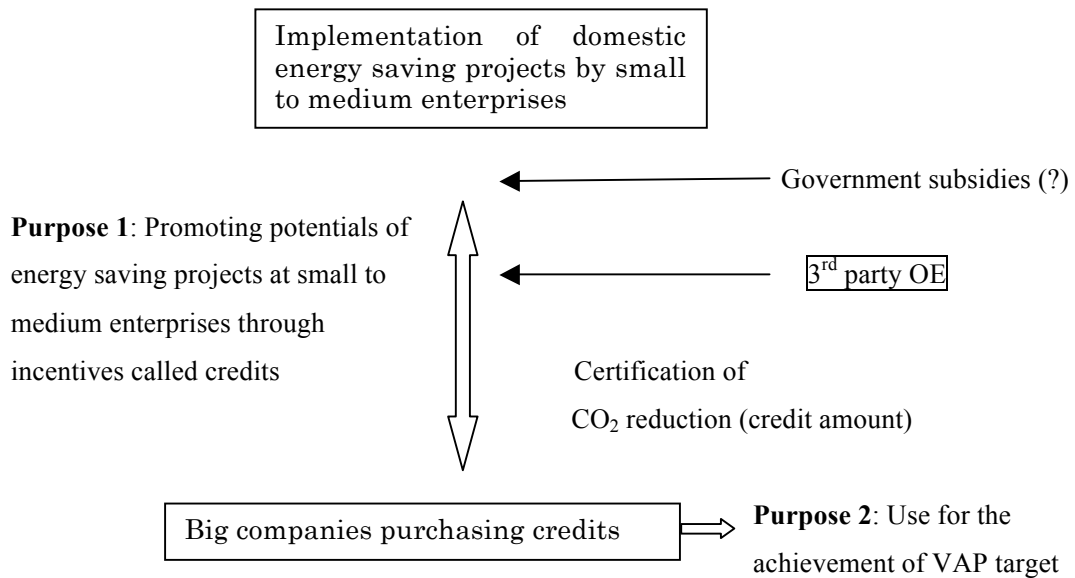 Implementation of domestic
energy saving projects by small
to medium enterprises
Government subsidies (?)
Purpose 1: Promoting potentials of
energy saving projects at small to
medium enterprises through
incentives called credits
3rd party OE
Certification of
CO₂ reduction (credit amount)
Big companies purchasing credits
Purpose 2: Use for the
achievement of VAP target